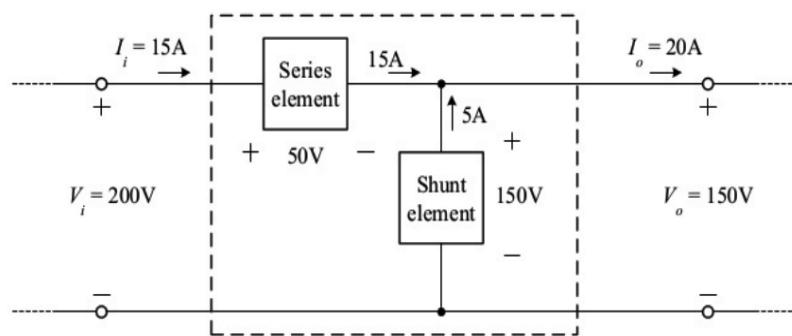 I_i = 15A
15A
I_o = 20A
Series
element
+
+
5A
+ 50V −
+
V_i = 200V
Shunt
element
150V
V_o = 150V
−
−
−